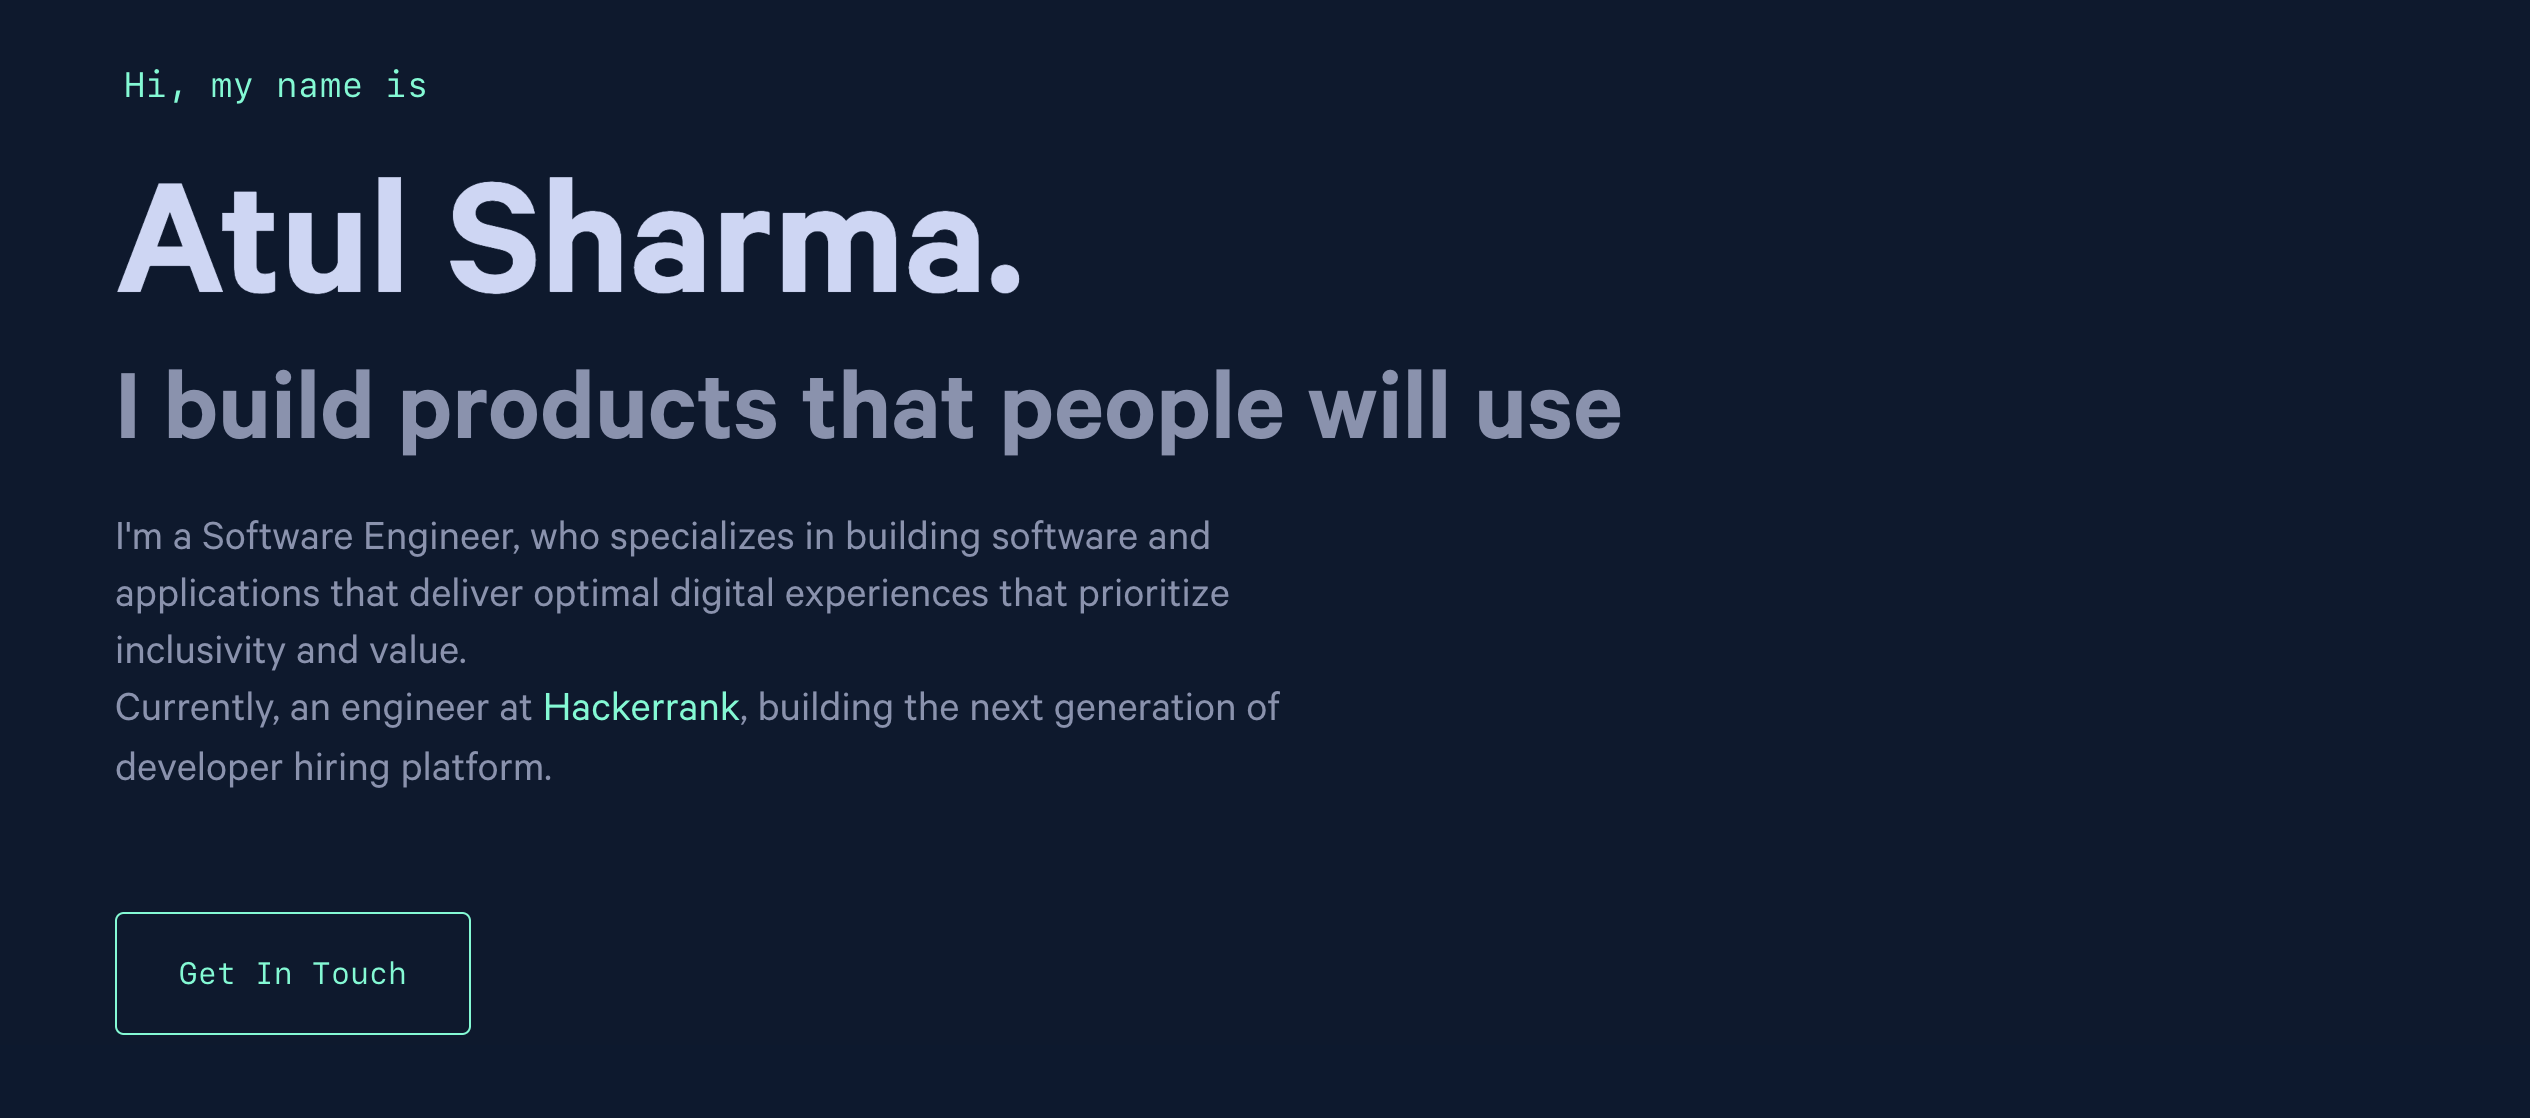 Hi, my name is
Atul Sharma.
I build products that people will use
I'm a Software Engineer, who specializes in building software and
applications that deliver optimal digital experiences that prioritize
inclusivity and value.
Currently, an engineer at Hackerrank, building the next generation of
developer hiring platform.
Get In Touch